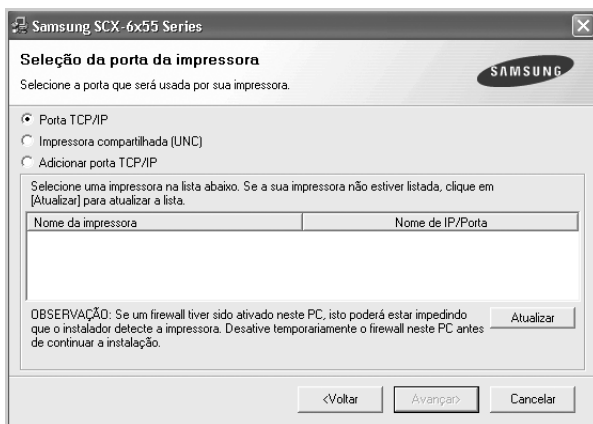 Samsung SCX-6x55 Series
Seleção da porta da impressora
Selecione a porta que será usada por sua impressora.
SAMSUNG
Porta TCP/IP
Impressora compartilhada (UNC)
Adicionar porta TCP/IP
Selecione uma impressora na lista abaixo. Se a sua impressora não estiver listada, clique em
[Atualizar] para atualizar a lista.
Nome da impressora Nome de IP/Porta
OBSERVAÇÃO: Se um firewall tiver sido ativado neste PC, isto poderá estar impedindo
que o instalador detecte a impressora. Desative temporariamente o firewall neste PC antes
de continuar a instalação.
Atualizar
<Voltar Avançar> Cancelar